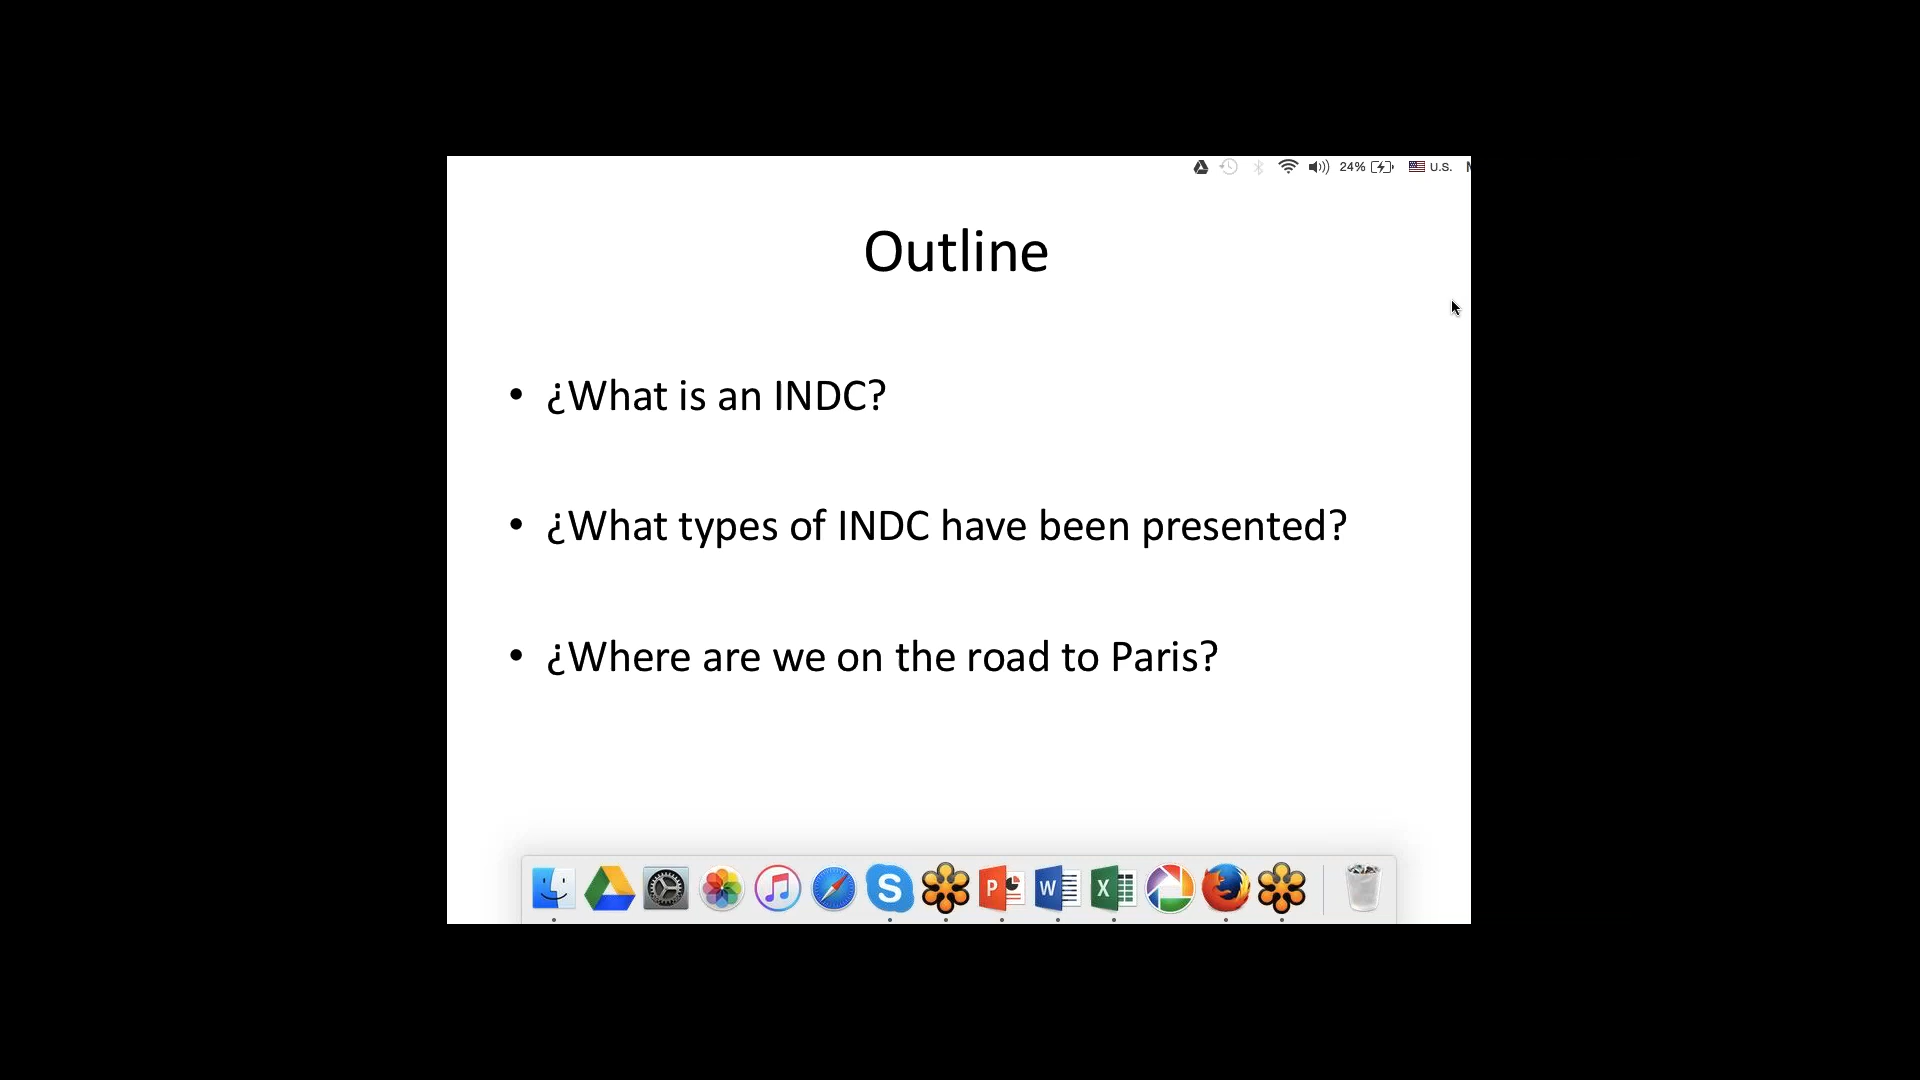 24% U.S.
Outline
• ¿What is an INDC?
• ¿What types of INDC have been presented?
• ¿Where are we on the road to Paris?
S P W X